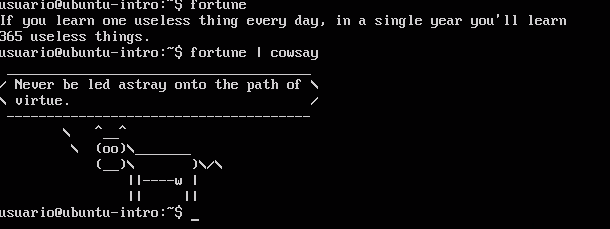 usuario@ubuntu-intro:~$ fortune
If you learn one useless thing every day, in a single year you'll learn
365 useless things.
usuario@ubuntu-intro:~$ fortune | cowsay
 ______________________________________
/ Never be led astray onto the path of \
\ virtue.                              /
 --------------------------------------
        \   ^__^
         \  (oo)\_______
            (__)\       )\/\
                ||----w |
                ||     ||
usuario@ubuntu-intro:~$ _